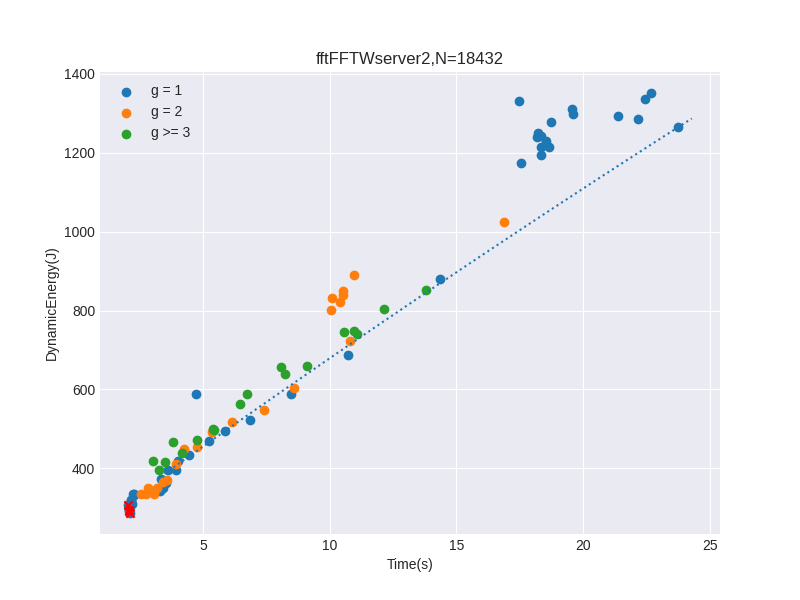 fftFFTWserver2,N=18432
g = 1
g = 2
g >= 3
1400
1200
1000
800
600
400
DynamicEnergy(J)
5 10 15 20 25
Time(s)